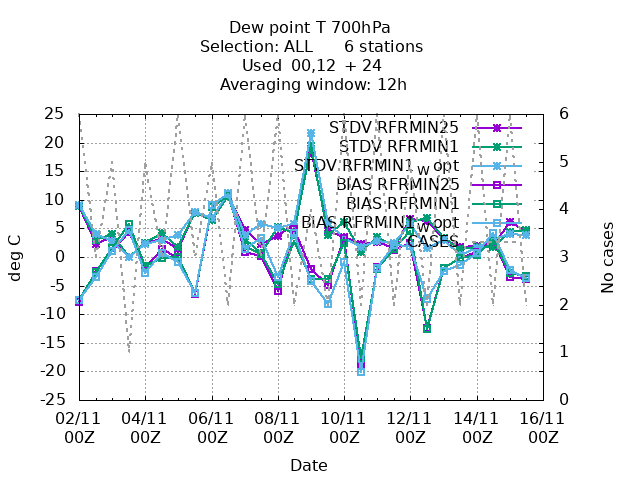 Dew point T 700hPa
Selection: ALL 6 stations
Used 00,12 + 24
Averaging window: 12h
25 6
STDV RFRMIN25
STDV RFRMIN1
20
STDV RFRMIN1_W_opt
5
15
BIAS RFRMIN25
10
BIAS RFRMIN1
4
BIAS RFRMIN1_W_opt
5
CASES
0 3
-5
-10 2
-15
1
-20
-25 0
deg C
No cases
02/11 04/11 06/11 08/11 10/11 12/11 14/11 16/11
00Z 00Z 00Z 00Z 00Z 00Z 00Z 00Z
Date